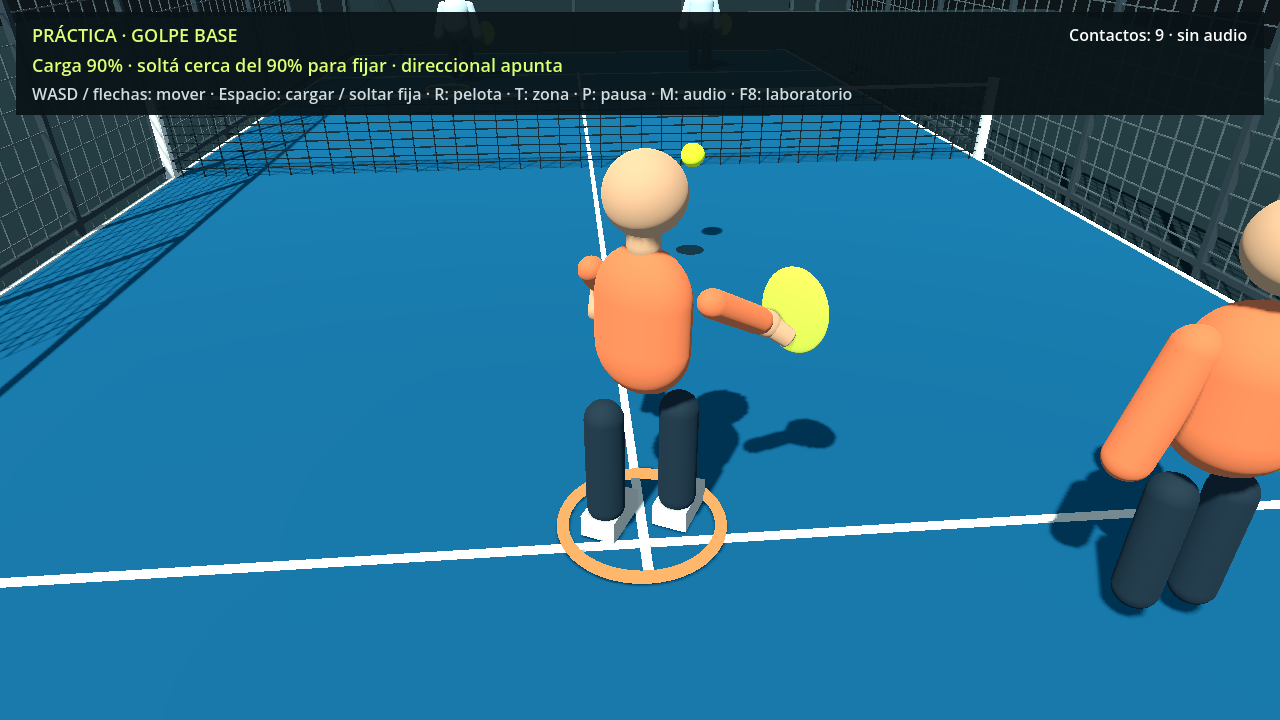 PRÁCTICA · GOLPE BASE
Contactos: 9 · sin audio
Carga 90% · soltá cerca del 90% para fijar · direccional apunta
WASD / flechas: mover · Espacio: cargar / soltar fija · R: pelota · T: zona · P: pausa · M: audio · F8: laboratorio